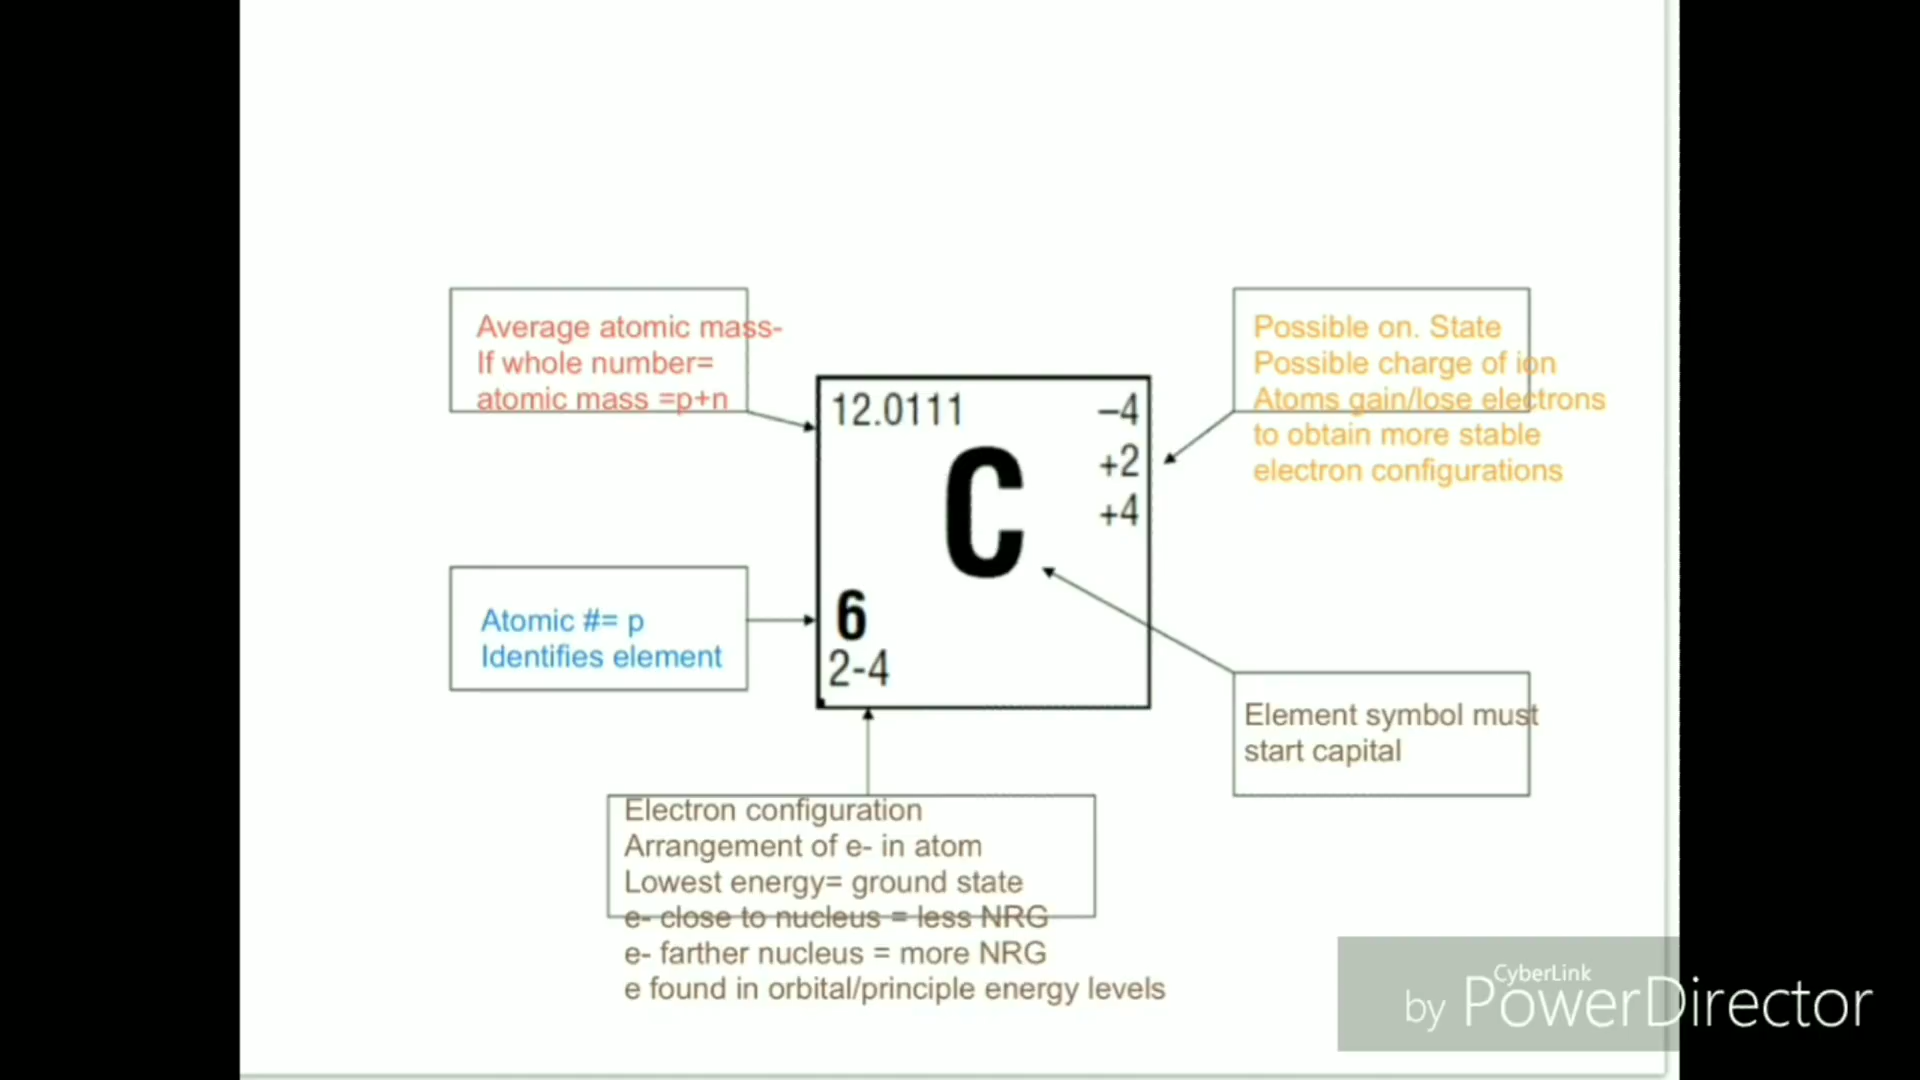 Average atomic mass-
If whole number=
atomic mass =p+n
Possible on. State
Possible charge of ion
Atoms gain/lose electrons
to obtain more stable
electron configurations
12.0111
–4
+2
+4
C
6
2-4
Atomic #= p
Identifies element
Element symbol must
start capital
Electron configuration
Arrangement of e- in atom
Lowest energy= ground state
e- close to nucleus = less NRG
e- farther nucleus = more NRG
e found in orbital/principle energy levels
CyberLink
by PowerDirector